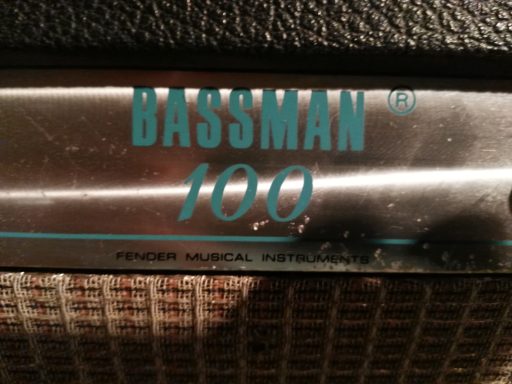 BASSMAN ®
100
FENDER MUSICAL INSTRUMENTS